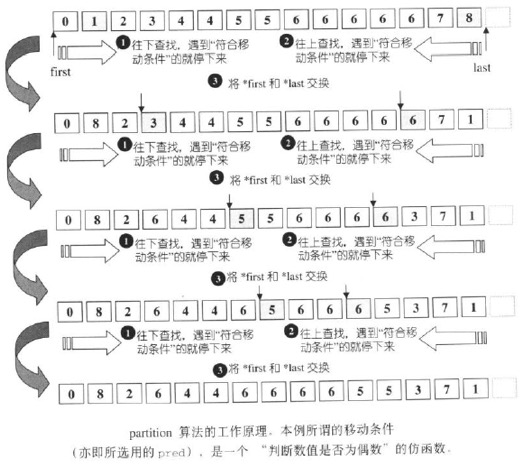 0 1 2 3 4 4 5 5 6 6 6 6 6 7 8
first
❶往下查找,遇到“符合移动条件”的就停下来
❷往上查找,遇到“符合移动条件”的就停下来
last
❸ 将 *first 和 *last 交换
0 8 2 3 4 4 5 5 6 6 6 6 6 7 1
❶往下查找,遇到“符合移动条件”的就停下来
❷往上查找,遇到“符合移动条件”的就停下来
❸ 将 *first 和 *last 交换
0 8 2 6 4 4 5 5 6 6 6 6 3 7 1
❶往下查找,遇到“符合移动条件”的就停下来
❷往上查找,遇到“符合移动条件”的就停下来
❸将 *first 和 *last 交换
0 8 2 6 4 4 6 5 6 6 6 5 3 7 1
❶往下查找,遇到“符合移动条件”的就停下来
❷往上查找,遇到“符合移动条件”的就停下来
❸将 *first 和 *last 交换
0 8 2 6 4 4 6 6 6 6 5 5 3 7 1
partition 算法的工作原理。本例所谓的移动条件
(亦即所选用的 pred),是一个 “判断数值是否为偶数”的仿函数。